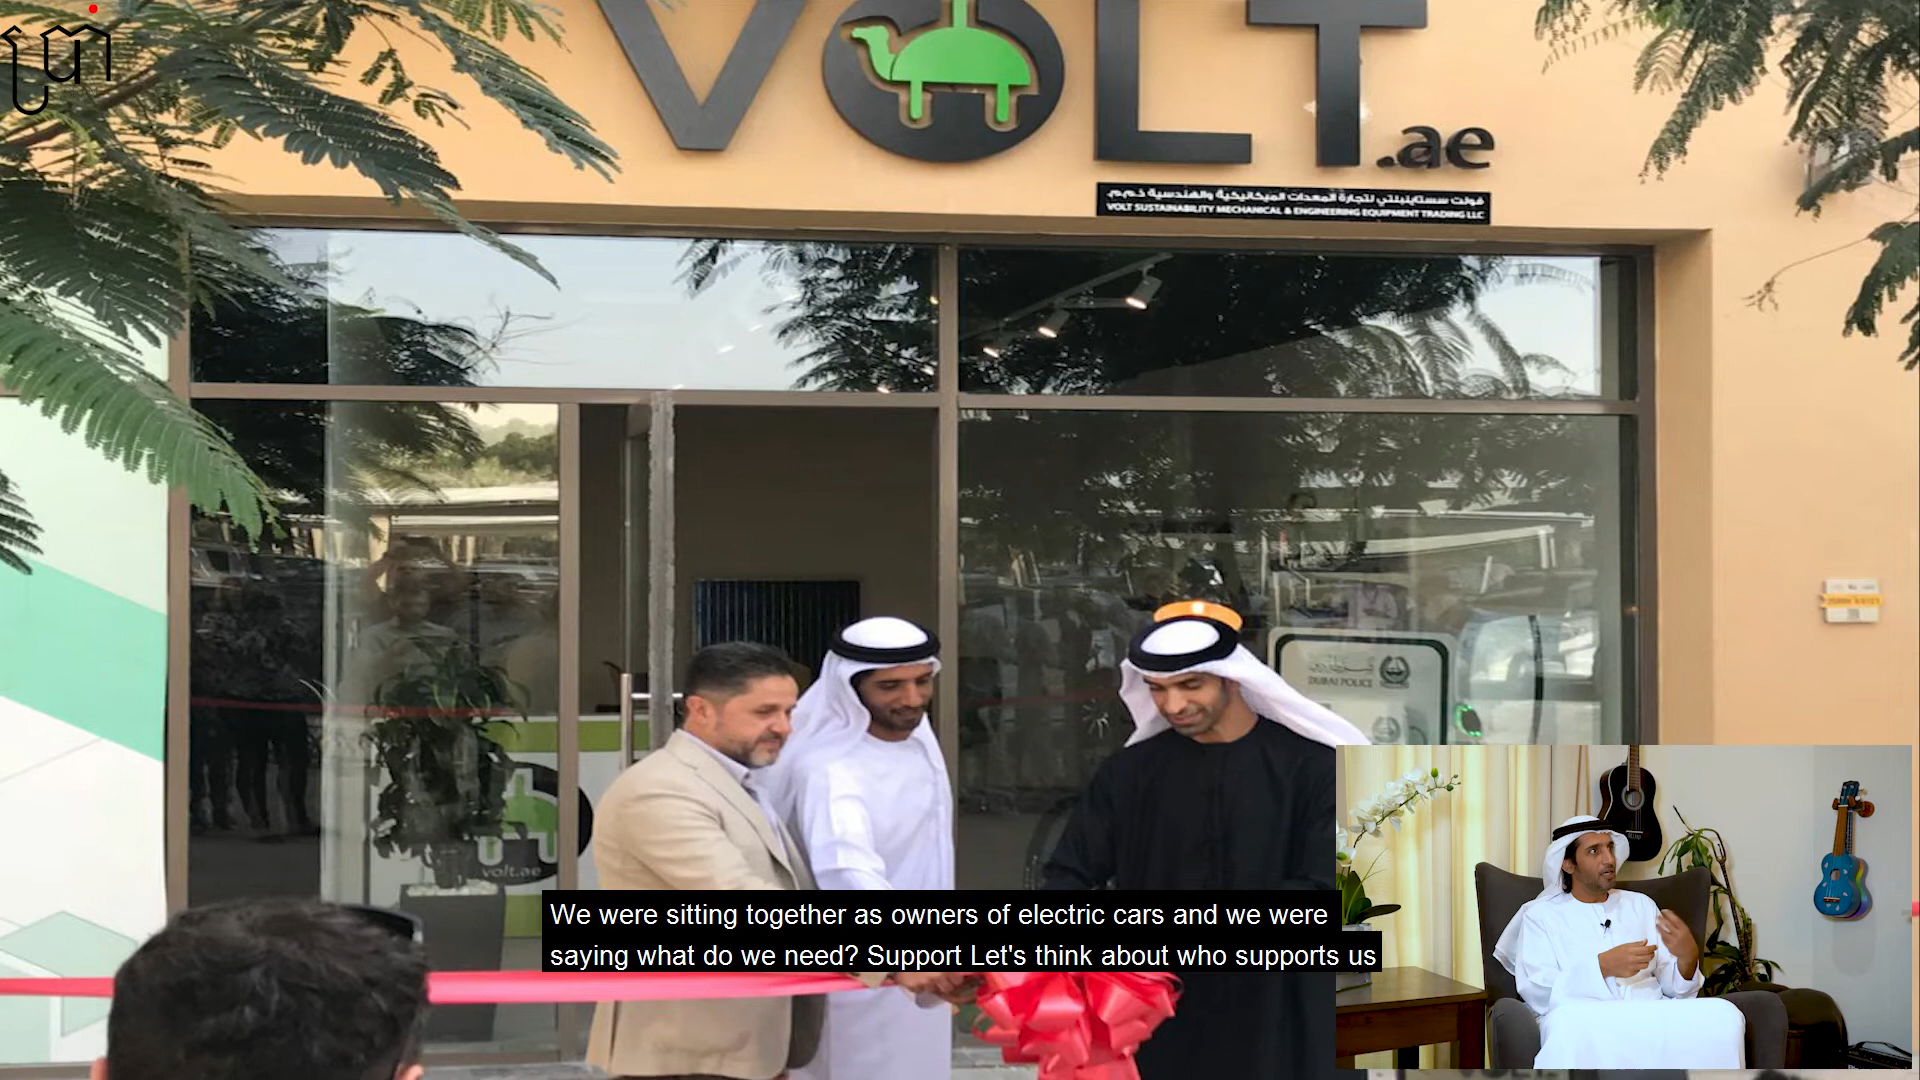 VOLT.ae
فولت سستاينبلتي لتجارة المعدات الميكانيكية والهندسية ذ.م.م.
VOLT SUSTAINABILITY MECHANICAL & ENGINEERING EQUIPMENT TRADING LLC
DUBAI POLICE
volt.ae
We were sitting together as owners of electric cars and we were
saying what do we need? Support Let's think about who supports us